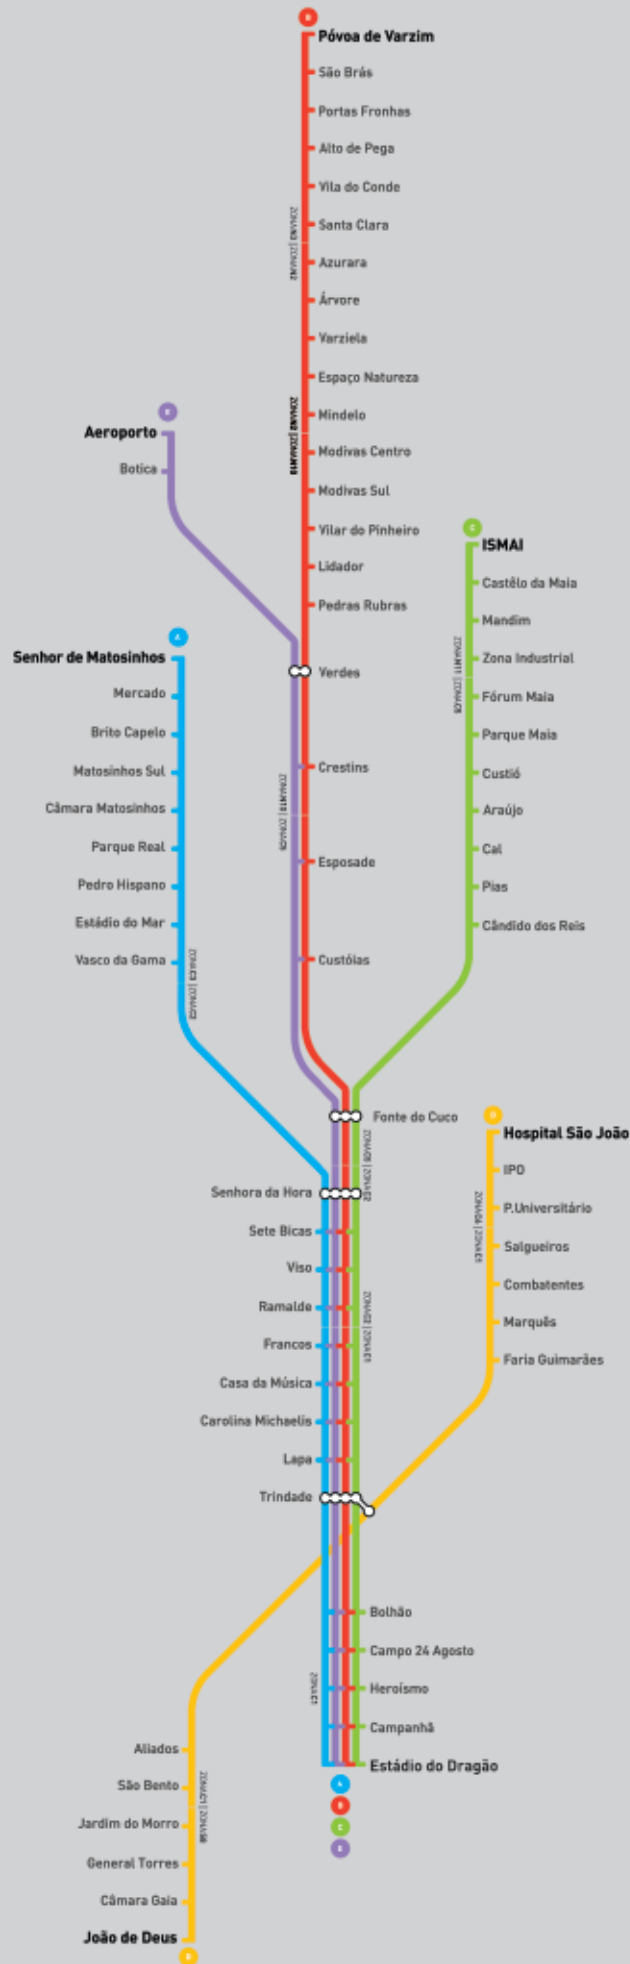 B
Póvoa de Varzim
São Brás
Portas Fronhas
Alto de Pega
Vila do Conde
Santa Clara
Azurara
Árvore
Varziela
Espaço Natureza
Mindelo
Modivas Centro
Modivas Sul
Vilar do Pinheiro
Lidador
Pedras Rubras
Verdes
Crestins
Esposade
Custóias
E
Aeroporto
Botica
C
ISMAI
Castêlo da Maia
Mandim
Zona Industrial
Fórum Maia
Parque Maia
Custió
Araújo
Cal
Pias
Cândido dos Reis
A
Senhor de Matosinhos
Mercado
Brito Capelo
Matosinhos Sul
Câmara Matosinhos
Parque Real
Pedro Hispano
Estádio do Mar
Vasco da Gama
Fonte do Cuco
Senhora da Hora
Sete Bicas
Viso
Ramalde
Francos
Casa da Música
Carolina Michaelis
Lapa
Trindade
D
Hospital São João
IPO
P.Universitário
Salgueiros
Combatentes
Marquês
Faria Guimarães
Bolhão
Campo 24 Agosto
Heroísmo
Campanhã
Estádio do Dragão
A
B
C
E
Aliados
São Bento
Jardim do Morro
General Torres
Câmara Gaia
João de Deus
D